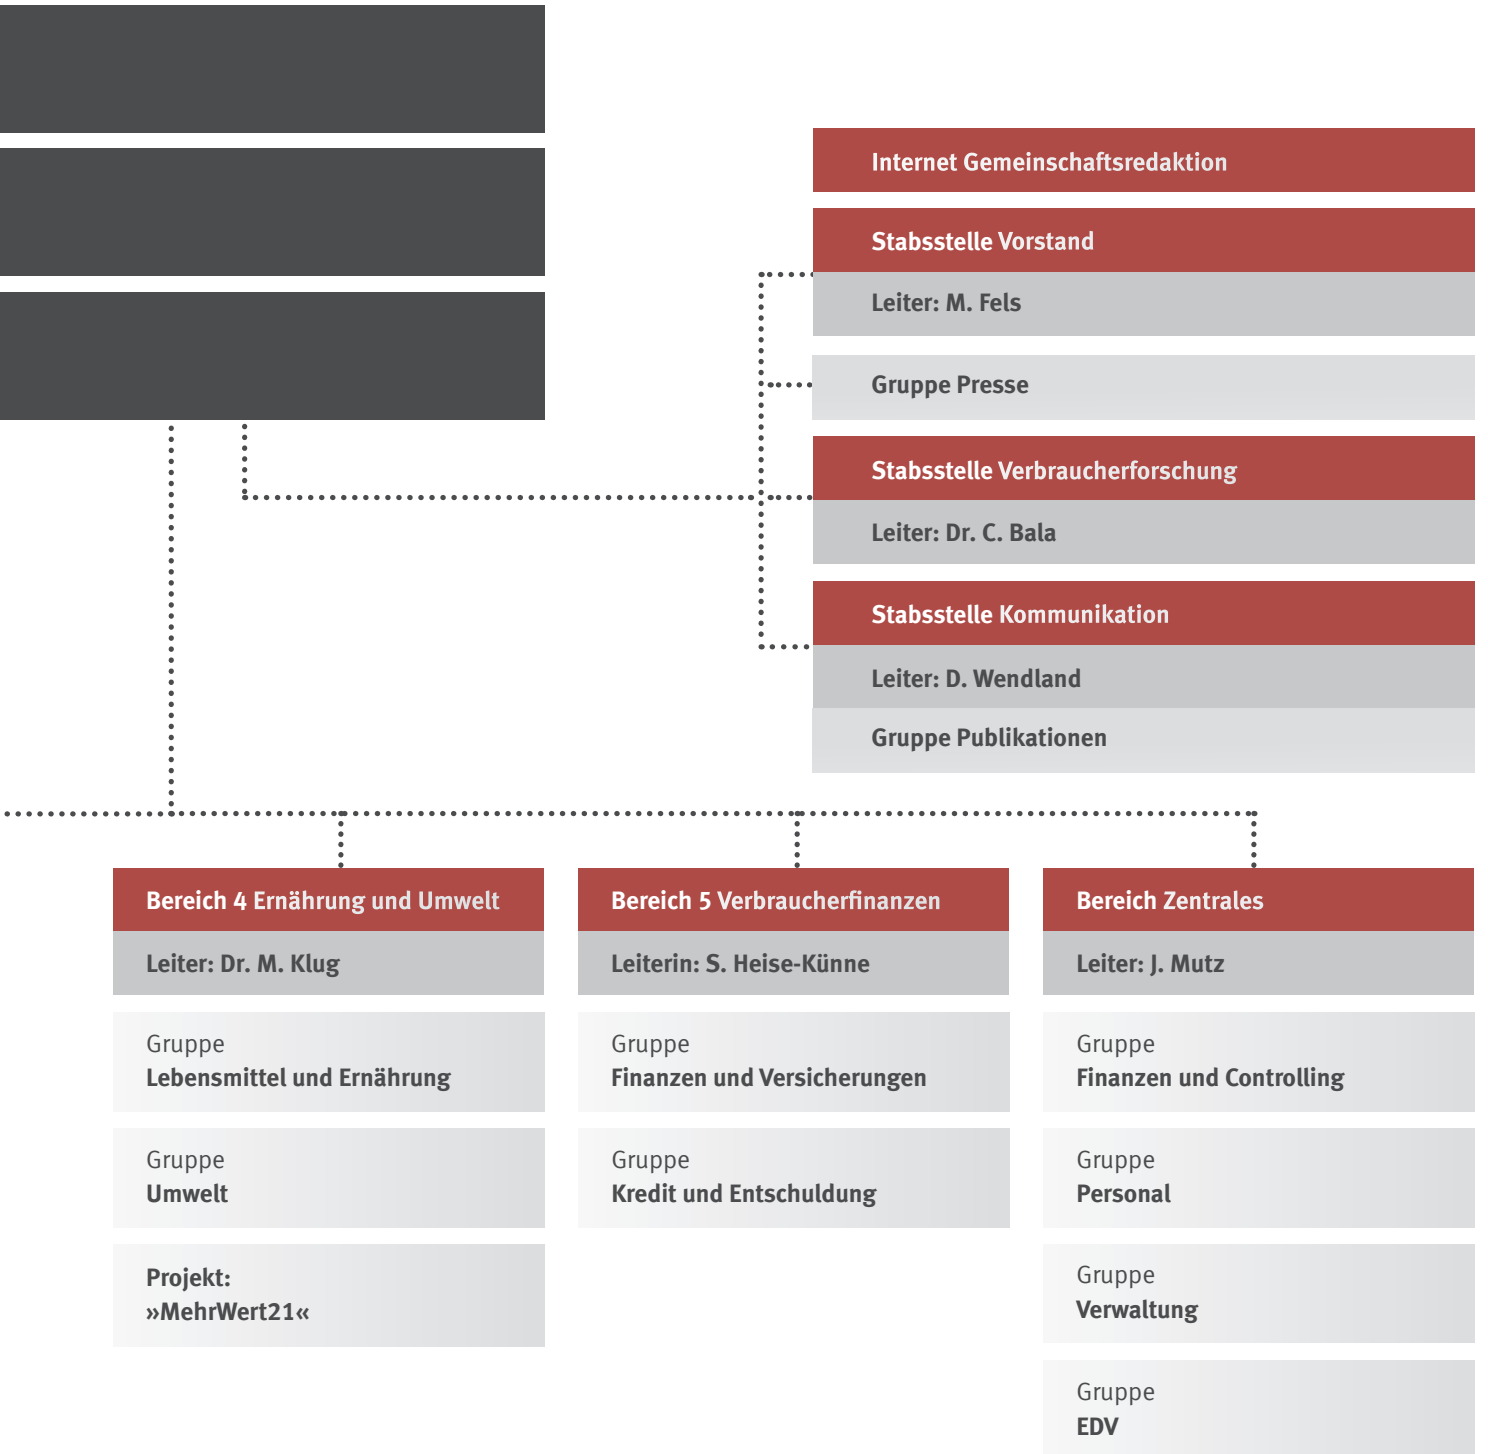 Internet Gemeinschaftsredaktion
Stabsstelle Vorstand
Leiter: M. Fels
Gruppe Presse
Stabsstelle Verbraucherforschung
Leiter: Dr. C. Bala
Stabsstelle Kommunikation
Leiter: D. Wendland
Gruppe Publikationen
Bereich 4 Ernährung und Umwelt
Leiter: Dr. M. Klug
Gruppe
Lebensmittel und Ernährung
Gruppe
Umwelt
Projekt:
»MehrWert21«
Bereich 5 Verbraucherfinanzen
Leiterin: S. Heise-Künne
Gruppe
Finanzen und Versicherungen
Gruppe
Kredit und Entschuldung
Bereich Zentrales
Leiter: J. Mutz
Gruppe
Finanzen und Controlling
Gruppe
Personal
Gruppe
Verwaltung
Gruppe
EDV